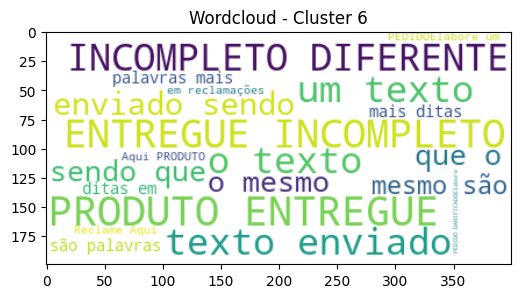 Wordcloud - Cluster 6
PEDIDOElabore um
INCOMPLETO DIFERENTE
palavras mais
em reclamações
um texto
enviado sendo
mais ditas
ENTREGUE INCOMPLETO
Aqui PRODUTO
o texto
que o
sendo que
o mesmo
mesmo são
ditas em
PRODUTO ENTREGUE
PEDIDO DANIFICADOElabore
Reclame Aqui
são palavras
texto enviado
0
25
50
75
100
125
150
175
0 50 100 150 200 250 300 350